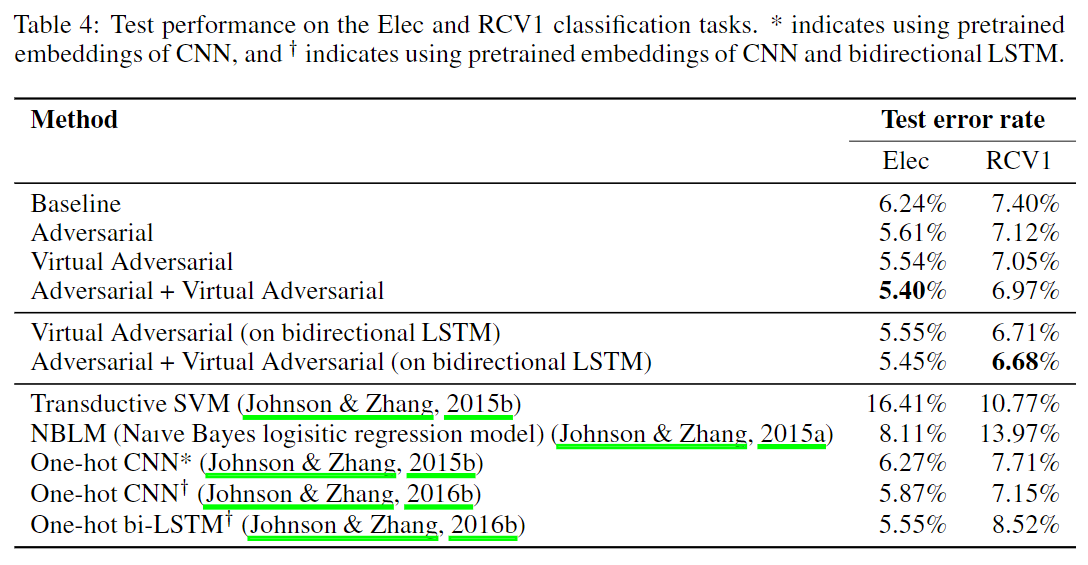 Table 4: Test performance on the Elec and RCV1 classification tasks. * indicates using pretrained
embeddings of CNN, and † indicates using pretrained embeddings of CNN and bidirectional LSTM.
Method Test error rate
Elec RCV1
Baseline 6.24% 7.40%
Adversarial 5.61% 7.12%
Virtual Adversarial 5.54% 7.05%
Adversarial + Virtual Adversarial 5.40% 6.97%
Virtual Adversarial (on bidirectional LSTM) 5.55% 6.71%
Adversarial + Virtual Adversarial (on bidirectional LSTM) 5.45% 6.68%
Transductive SVM (Johnson & Zhang, 2015b) 16.41% 10.77%
NBLM (Naıve Bayes logisitic regression model) (Johnson & Zhang, 2015a) 8.11% 13.97%
One-hot CNN* (Johnson & Zhang, 2015b) 6.27% 7.71%
One-hot CNN† (Johnson & Zhang, 2016b) 5.87% 7.15%
One-hot bi-LSTM† (Johnson & Zhang, 2016b) 5.55% 8.52%